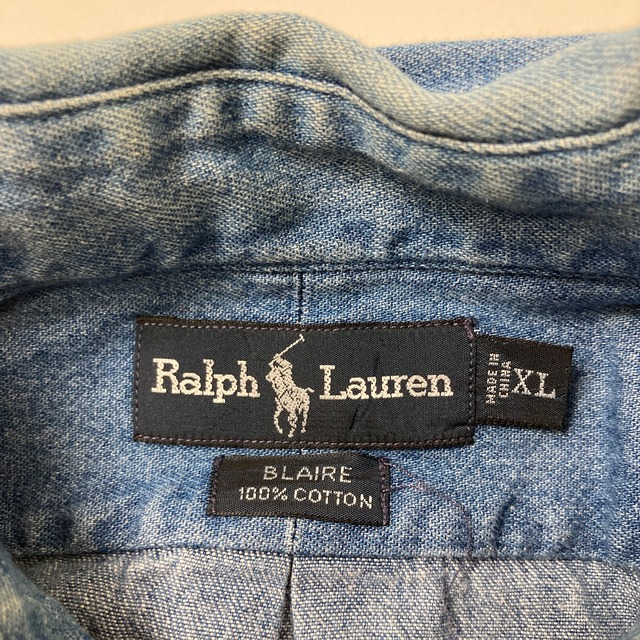 Ralph Lauren
MADE IN
CHINA
XL
BLAIRE
100% COTTON